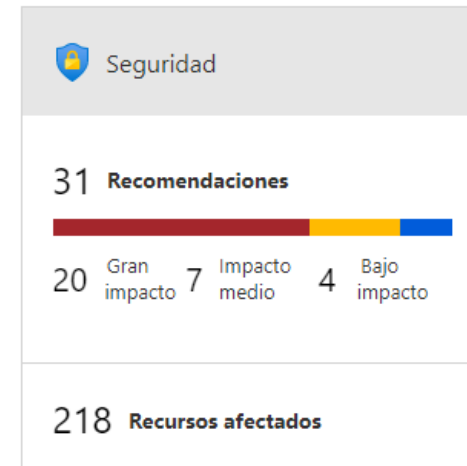 Seguridad
31 Recomendaciones
20 Gran impacto 7 Impacto medio 4 Bajo impacto
218 Recursos afectados